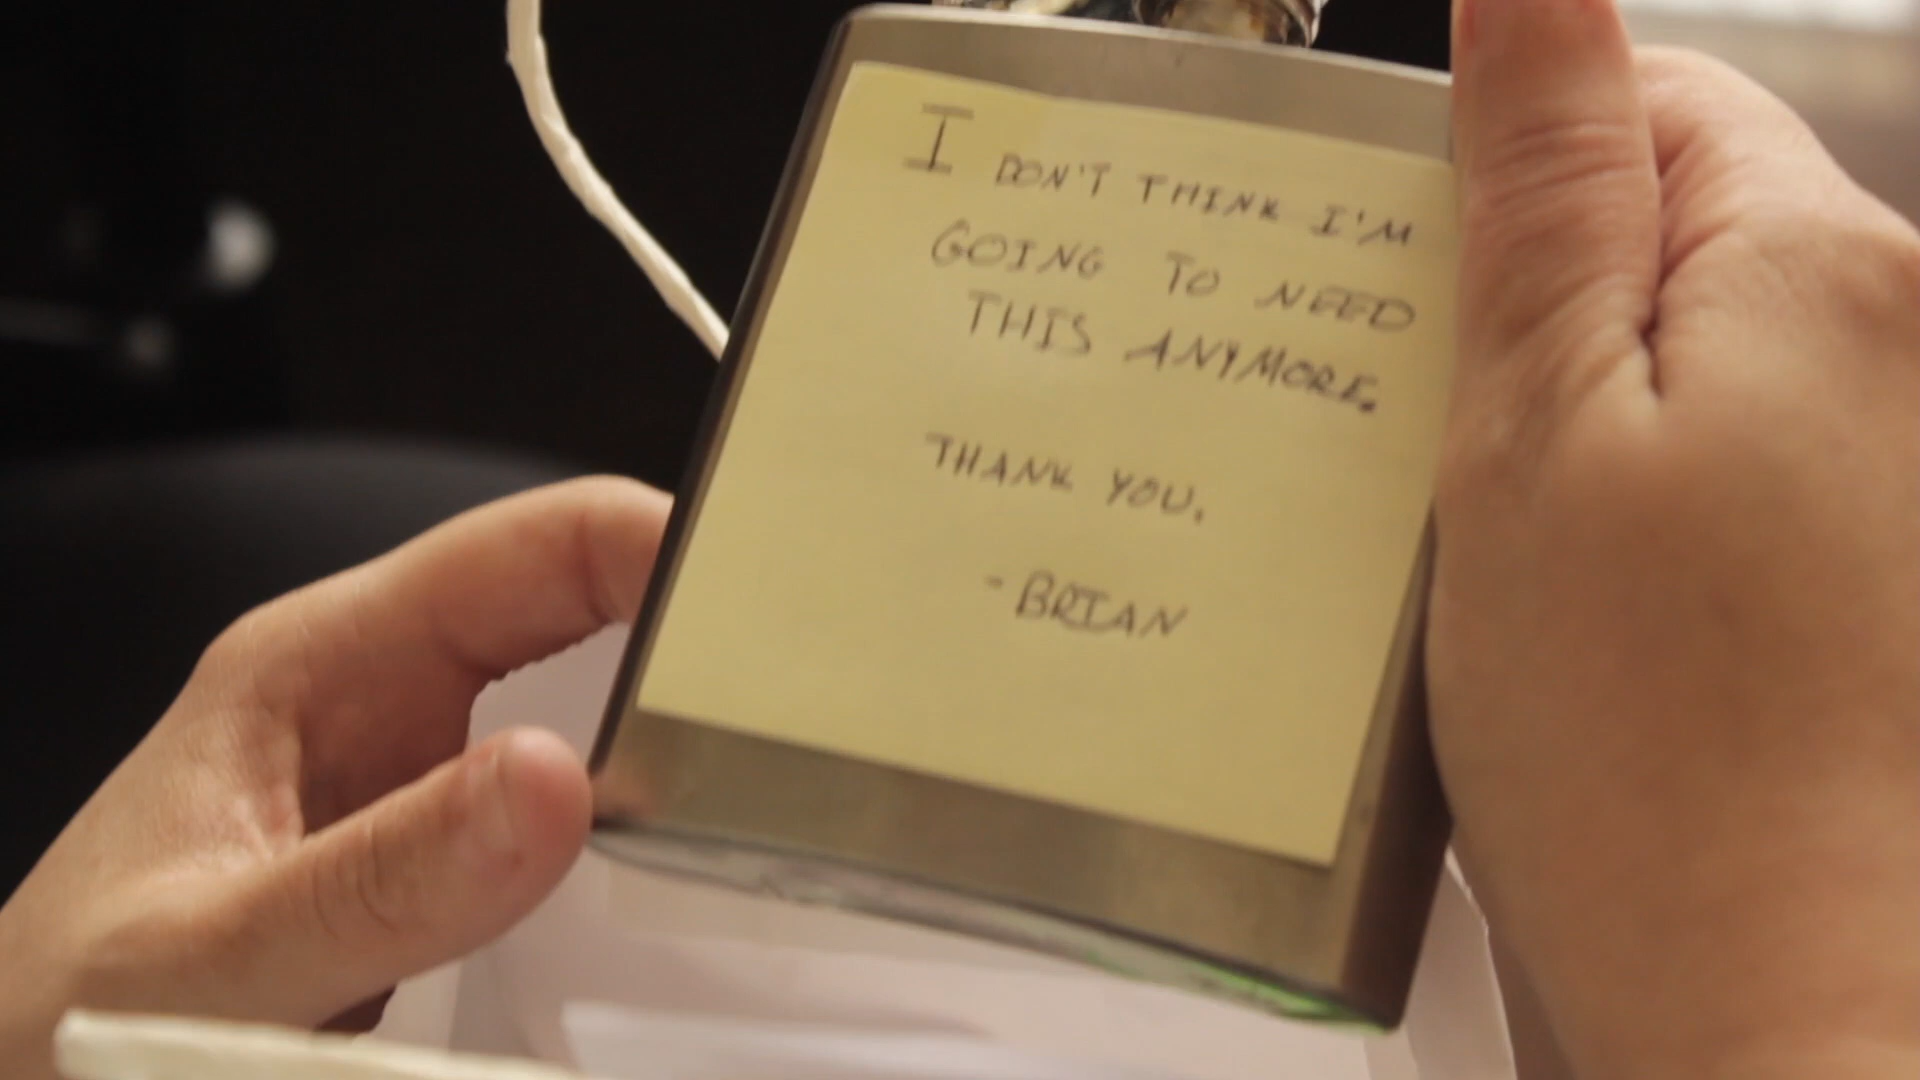 I DON'T THINK I'M
GOING TO NEED
THIS ANYMORE.
THANK YOU.
-BRIAN